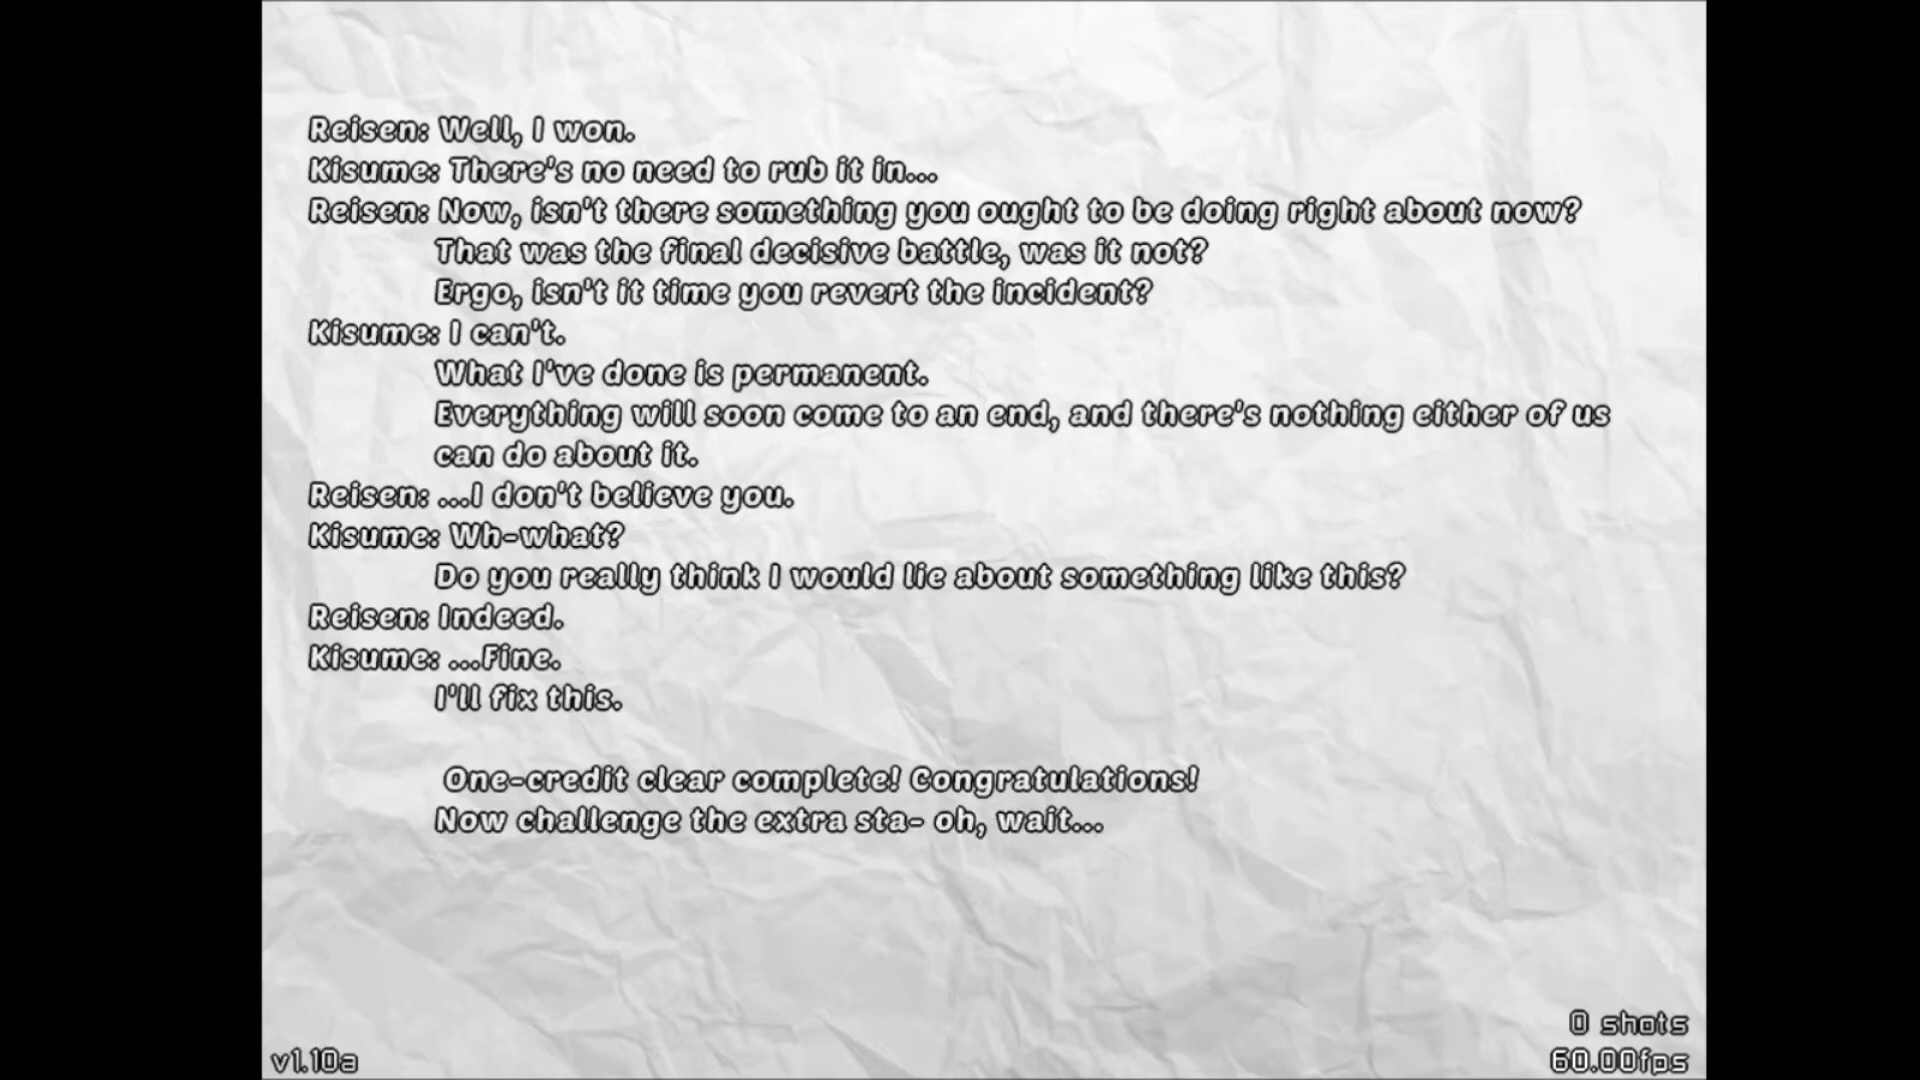 Reisen: Well, I won.
Kisume: There's no need to rub it in...
Reisen: Now, isn't there something you ought to be doing right about now?
That was the final decisive battle, was it not?
Ergo, isn't it time you revert the incident?
Kisume: I can't.
What I've done is permanent.
Everything will soon come to an end, and there's nothing either of us
can do about it.
Reisen: ...I don't believe you.
Kisume: Wh-what?
Do you really think I would lie about something like this?
Reisen: Indeed.
Kisume: ...Fine.
I'll fix this.
One-credit clear complete! Congratulations!
Now challenge the extra sta- oh, wait...
0 shots
v1.10a
60.00fps